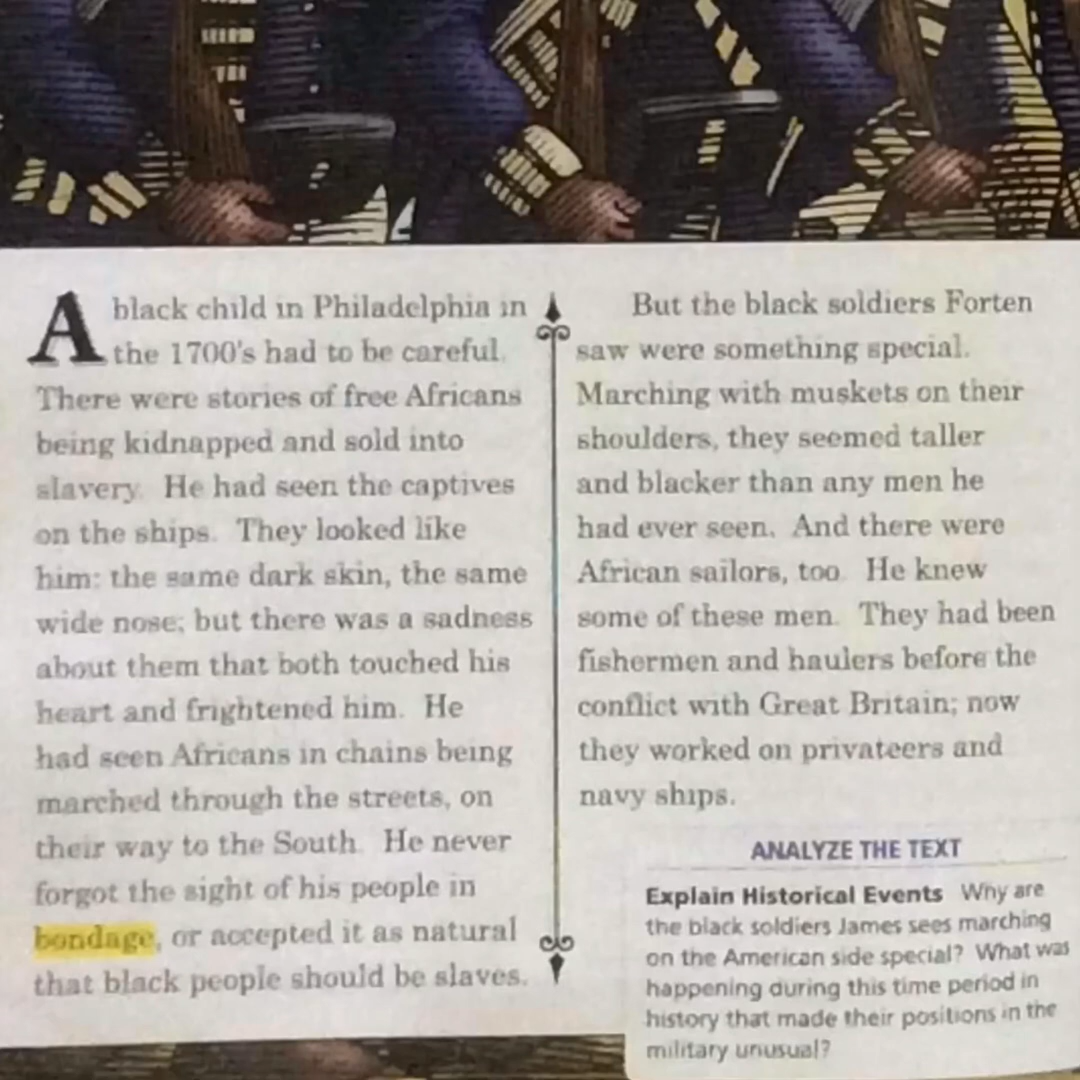 A black child in Philadelphia in
the 1700's had to be careful.
There were stories of free Africans
being kidnapped and sold into
slavery. He had seen the captives
on the ships. They looked like
him: the same dark skin, the same
wide nose; but there was a sadness
about them that both touched his
heart and frightened him. He
had seen Africans in chains being
marched through the streets, on
their way to the South. He never
forgot the sight of his people in
bondage, or accepted it as natural
that black people should be slaves.
But the black soldiers Forten
saw were something special.
Marching with muskets on their
shoulders, they seemed taller
and blacker than any men he
had ever seen. And there were
African sailors, too. He knew
some of these men. They had been
fishermen and haulers before the
conflict with Great Britain; now
they worked on privateers and
navy ships.
ANALYZE THE TEXT
Explain Historical Events Why are
the black soldiers James sees marching
on the American side special? What was
happening during this time period in
history that made their positions in the
military unusual?